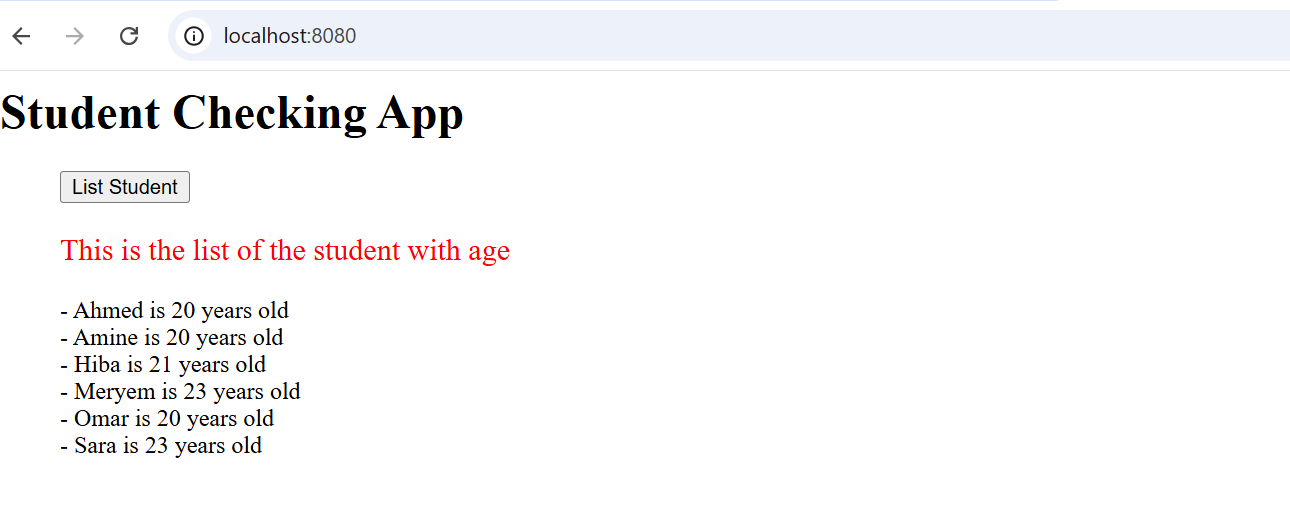 localhost:8080
Student Checking App
List Student
This is the list of the student with age
- Ahmed is 20 years old
- Amine is 20 years old
- Hiba is 21 years old
- Meryem is 23 years old
- Omar is 20 years old
- Sara is 23 years old